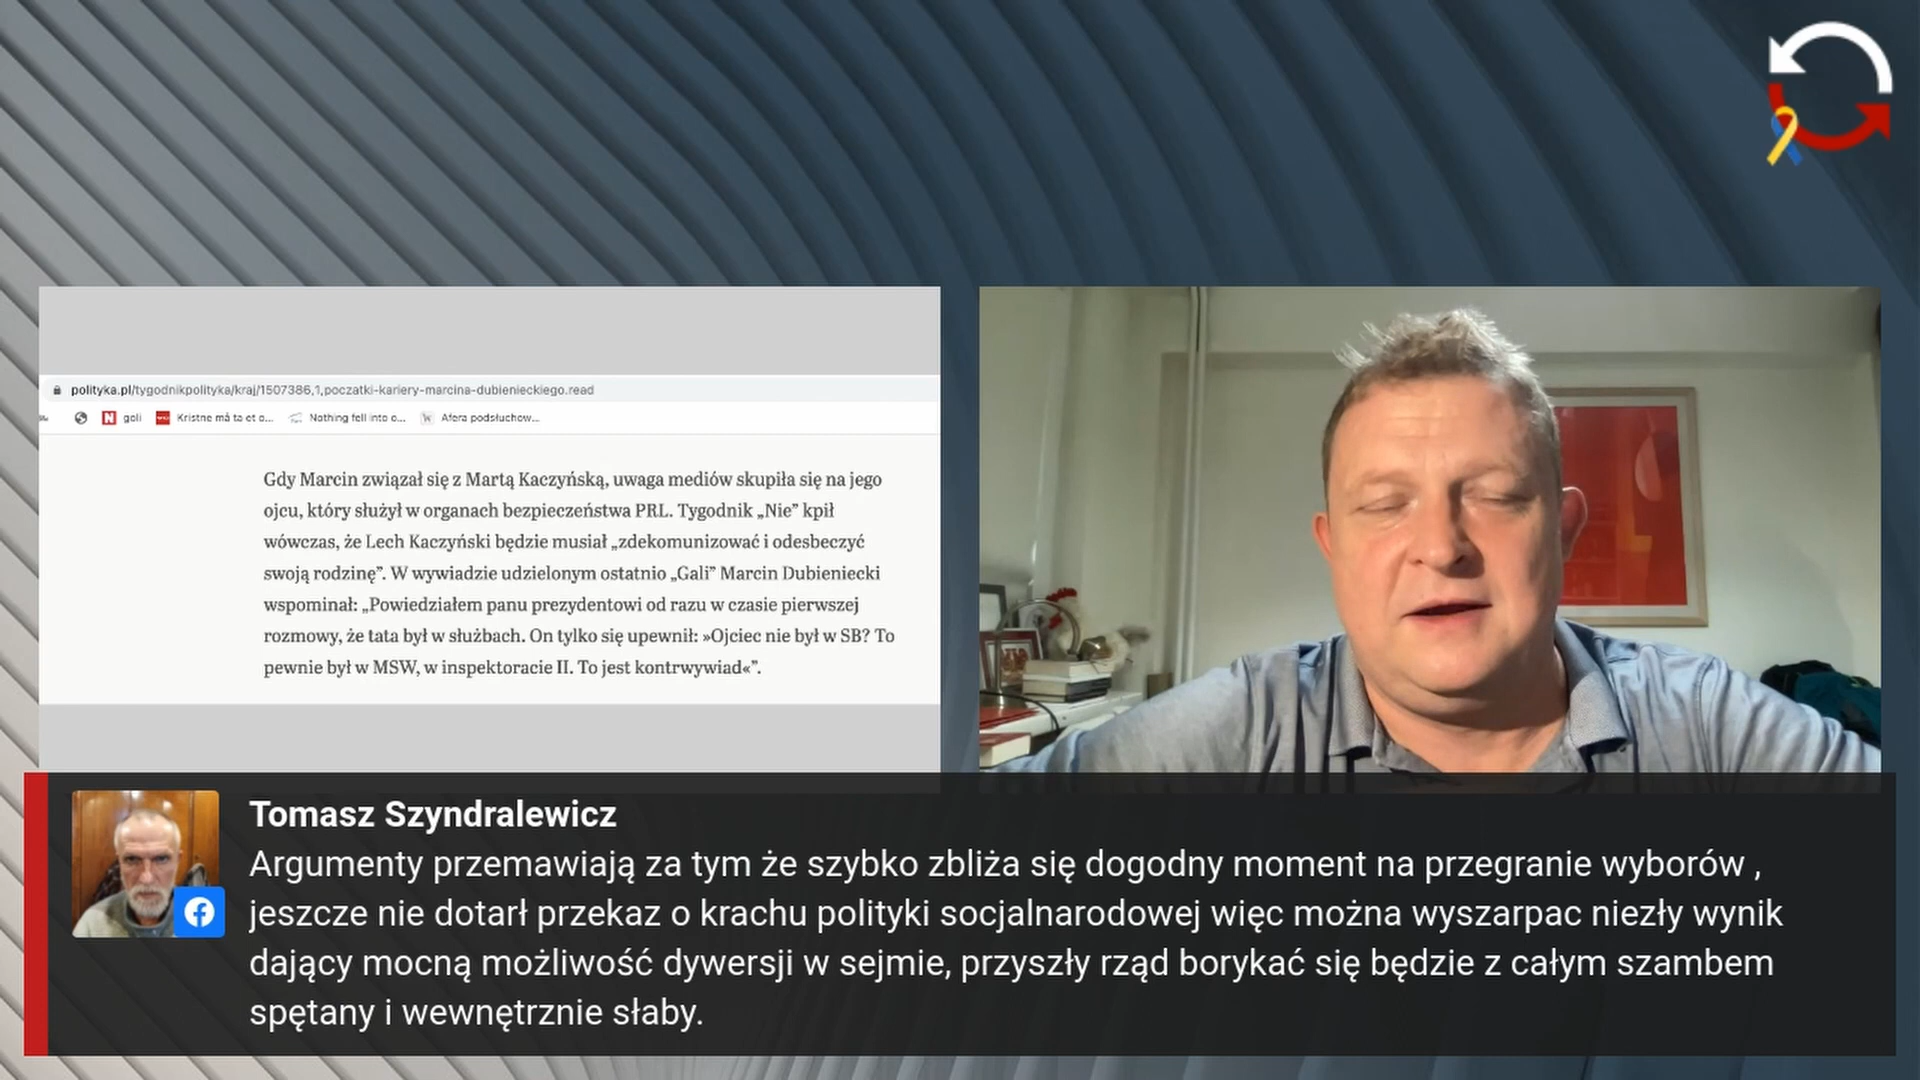 polityka.pl/tygodnikpolityka/kraj/1507386,1,poczatki-kariery-marcina-dubienieckiego.read
goli Kristne må ta et o... Nothing fell into o... Afera podsłuchow...
Gdy Marcin związał się z Martą Kaczyńską, uwaga mediów skupiła się na jego
ojcu, który służył w organach bezpieczeństwa PRL. Tygodnik „Nie” kpił
wówczas, że Lech Kaczyński będzie musiał „zdekomunizować i odesbeczyć
swoją rodzinę”. W wywiadzie udzielonym ostatnio „Gali” Marcin Dubieniecki
wspominał: „Powiedziałem panu prezydentowi od razu w czasie pierwszej
rozmowy, że tata był w służbach. On tylko się upewnił: »Ojciec nie był w SB? To
pewnie był w MSW, w inspektoracie II. To jest kontrwywiad«”.
Tomasz Szyndralewicz
Argumenty przemawiają za tym że szybko zbliża się dogodny moment na przegranie wyborów ,
jeszcze nie dotarł przekaz o krachu polityki socjalnarodowej więc można wyszarpac niezły wynik
dający mocną możliwość dywersji w sejmie, przyszły rząd borykać się będzie z całym szambem
spętany i wewnętrznie słaby.